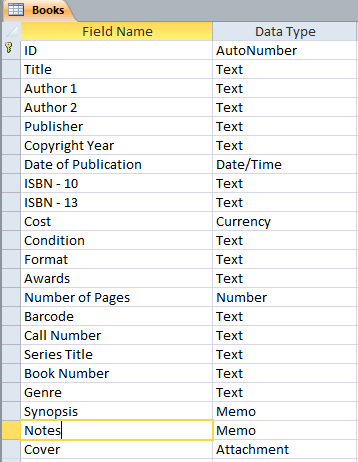 Books
Field Name Data Type
ID AutoNumber
Title Text
Author 1 Text
Author 2 Text
Publisher Text
Copyright Year Text
Date of Publication Date/Time
ISBN - 10 Text
ISBN - 13 Text
Cost Currency
Condition Text
Format Text
Awards Text
Number of Pages Number
Barcode Text
Call Number Text
Series Title Text
Book Number Text
Genre Text
Synopsis Memo
Notes Memo
Cover Attachment